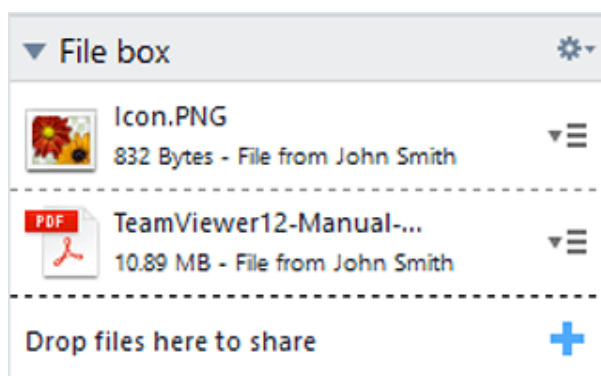 File box
Icon.PNG
832 Bytes - File from John Smith
PDF
TeamViewer12-Manual-...
10.89 MB - File from John Smith
Drop files here to share